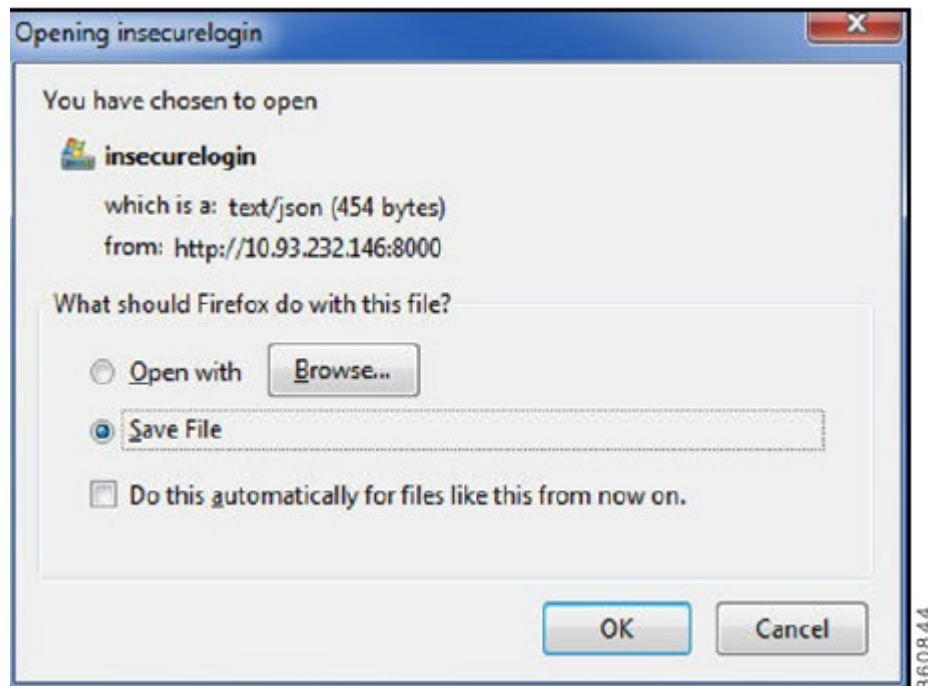 Opening insecurelogin
You have chosen to open
insecurelogin
which is a: text/json (454 bytes)
from: http://10.93.232.146:8000
What should Firefox do with this file?
Open with Browse...
Save File
Do this automatically for files like this from now on.
OK Cancel
360844